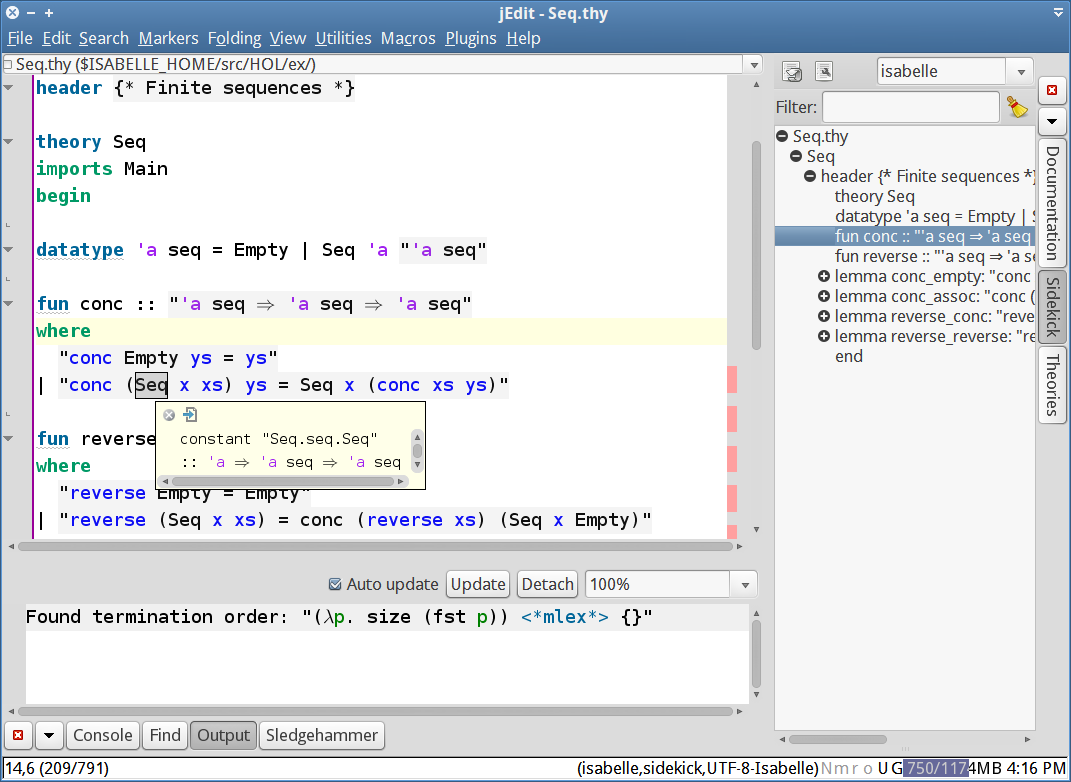 jEdit - Seq.thy
File Edit Search Markers Folding View Utilities Macros Plugins Help
Seq.thy ($ISABELLE_HOME/src/HOL/ex/)
header {* Finite sequences *}
theory Seq
imports Main
begin
datatype 'a seq = Empty | Seq 'a "'a seq"
fun conc :: "'a seq ⇒ 'a seq ⇒ 'a seq"
where
"conc Empty ys = ys"
| "conc (Seq x xs) ys = Seq x (conc xs ys)"
constant "Seq.seq.Seq"
:: 'a ⇒ 'a seq ⇒ 'a seq
fun reverse
where
"reverse Empty = Empty"
| "reverse (Seq x xs) = conc (reverse xs) (Seq x Empty)"
isabelle
Filter:
Seq.thy
Seq
header {* Finite sequences *}
theory Seq
datatype 'a seq = Empty | S
fun conc :: "'a seq ⇒ 'a seq
fun reverse :: "'a seq ⇒ 'a se
lemma conc_empty: "conc
lemma conc_assoc: "conc (
lemma reverse_conc: "reve
lemma reverse_reverse: "re
end
Documentation
Sidekick
Theories
Auto update Update Detach 100%
Found termination order: "(λp. size (fst p)) <*mlex*> {}"
Console Find Output Sledgehammer
14,6 (209/791) (isabelle,sidekick,UTF-8-Isabelle)N m r o U G 750/1174MB 4:16 PM